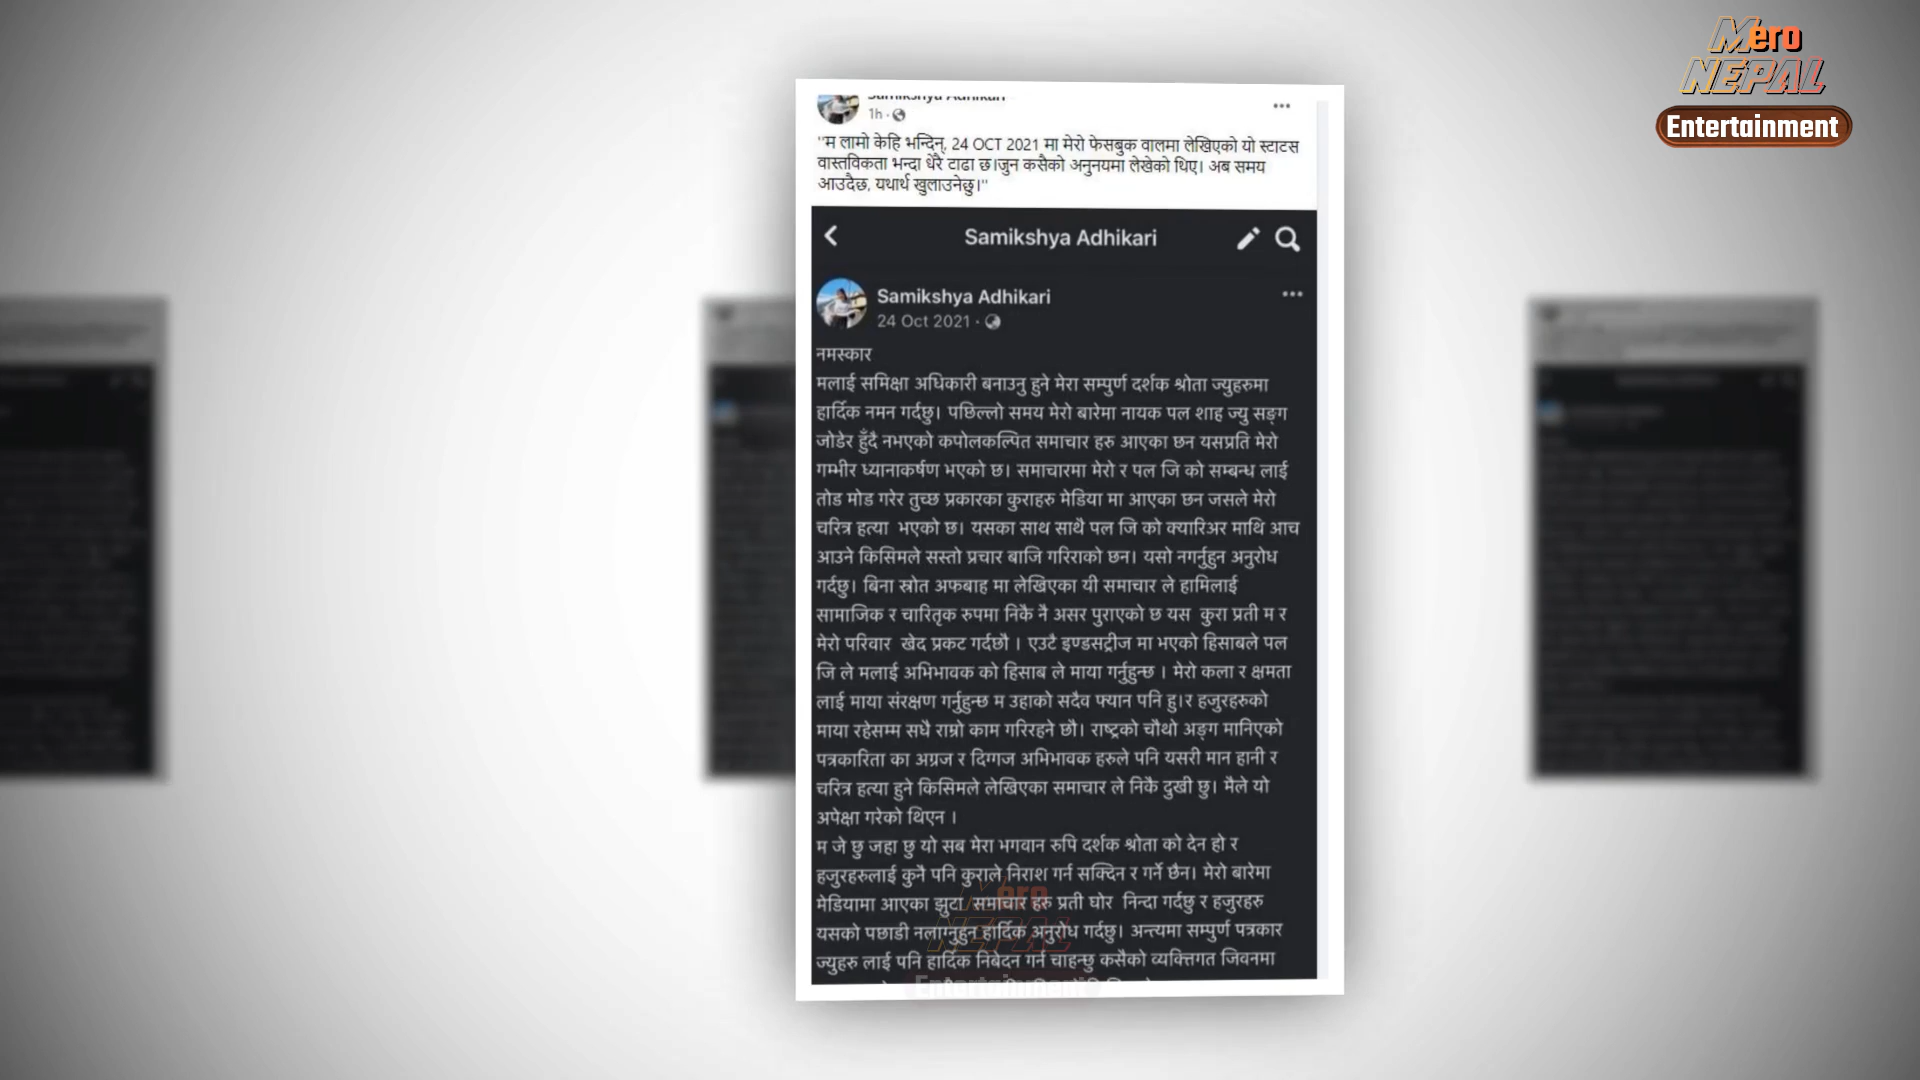 Mero
NEPAL
Entertainment
Samikshya Adhikari
1h
"म लामो केहि भन्दिन्, 24 OCT 2021 मा मेरो फेसबुक वालमा लेखिएको यो स्टाटस
वास्तविकता भन्दा धेरै टाढा छ।जुन कसैको अनुनयमा लेखेको थिए। अब समय
आउदैछ, यथार्थ खुलाउनेछु।"
Samikshya Adhikari
Samikshya Adhikari
24 Oct 2021
नमस्कार
मलाई समिक्षा अधिकारी बनाउनु हुने मेरा सम्पुर्ण दर्शक श्रोता ज्युहरुमा
हार्दिक नमन गर्दछु। पछिल्लो समय मेरो बारेमा नायक पल शाह ज्यु सङ्ग
जोडेर हुँदै नभएको कपोलकल्पित समाचार हरु आएका छन यसप्रति मेरो
गम्भीर ध्यानाकर्षण भएको छ। समाचारमा मेरो र पल जि को सम्बन्ध लाई
तोड मोड गरेर तुच्छ प्रकारका कुराहरु मेडिया मा आएका छन जसले मेरो
चरित्र हत्या भएको छ। यसका साथ साथै पल जि को क्यारिअर माथि आच
आउने किसिमले सस्तो प्रचार बाजि गरिराको छन। यसो नगर्नुहुन अनुरोध
गर्दछु। बिना स्रोत अफबाह मा लेखिएका यी समाचार ले हामिलाई
सामाजिक र चारितृक रुपमा निकै नै असर पुराएको छ यस कुरा प्रती म र
मेरो परिवार खेद प्रकट गर्दछौ । एउटै इण्डसट्रीज मा भएको हिसाबले पल
जि ले मलाई अभिभावक को हिसाब ले माया गर्नुहुन्छ । मेरो कला र क्षमता
लाई माया संरक्षण गर्नुहुन्छ म उहाको सदैव फ्यान पनि हु।र हजुरहरुको
माया रहेसम्म सधै राम्रो काम गरिरहने छौ। राष्ट्रको चौथो अङ्ग मानिएको
पत्रकारिता का अग्रज र दिग्गज अभिभावक हरुले पनि यसरी मान हानी र
चरित्र हत्या हुने किसिमले लेखिएका समाचार ले निकै दुखी छु। मैले यो
अपेक्षा गरेको थिएन ।
म जे छु जहा छु यो सब मेरा भगवान रुपि दर्शक श्रोता को देन हो र
हजुरहरुलाई कुनै पनि कुराले निराश गर्न सक्दिन र गर्ने छैन। मेरो बारेमा
मेडियामा आएका झुटा समाचार हरु प्रती घोर निन्दा गर्दछु र हजुरहरु
यसको पछाडी नलाग्नुहुन हार्दिक अनुरोध गर्दछु। अन्त्यमा सम्पुर्ण पत्रकार
ज्युहरु लाई पनि हार्दिक निबेदन गर्न चाहन्छु कसैको व्यक्तिगत जिवनमा
Mero
NEPAL
Entertainment